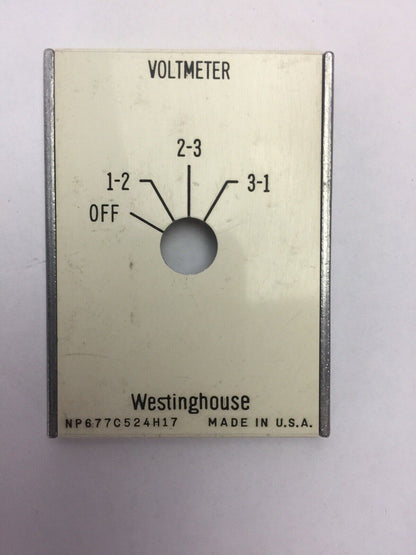 VOLTMETER
2-3
1-2 3-1
OFF
Westinghouse
NP677C524H17 MADE IN U.S.A.